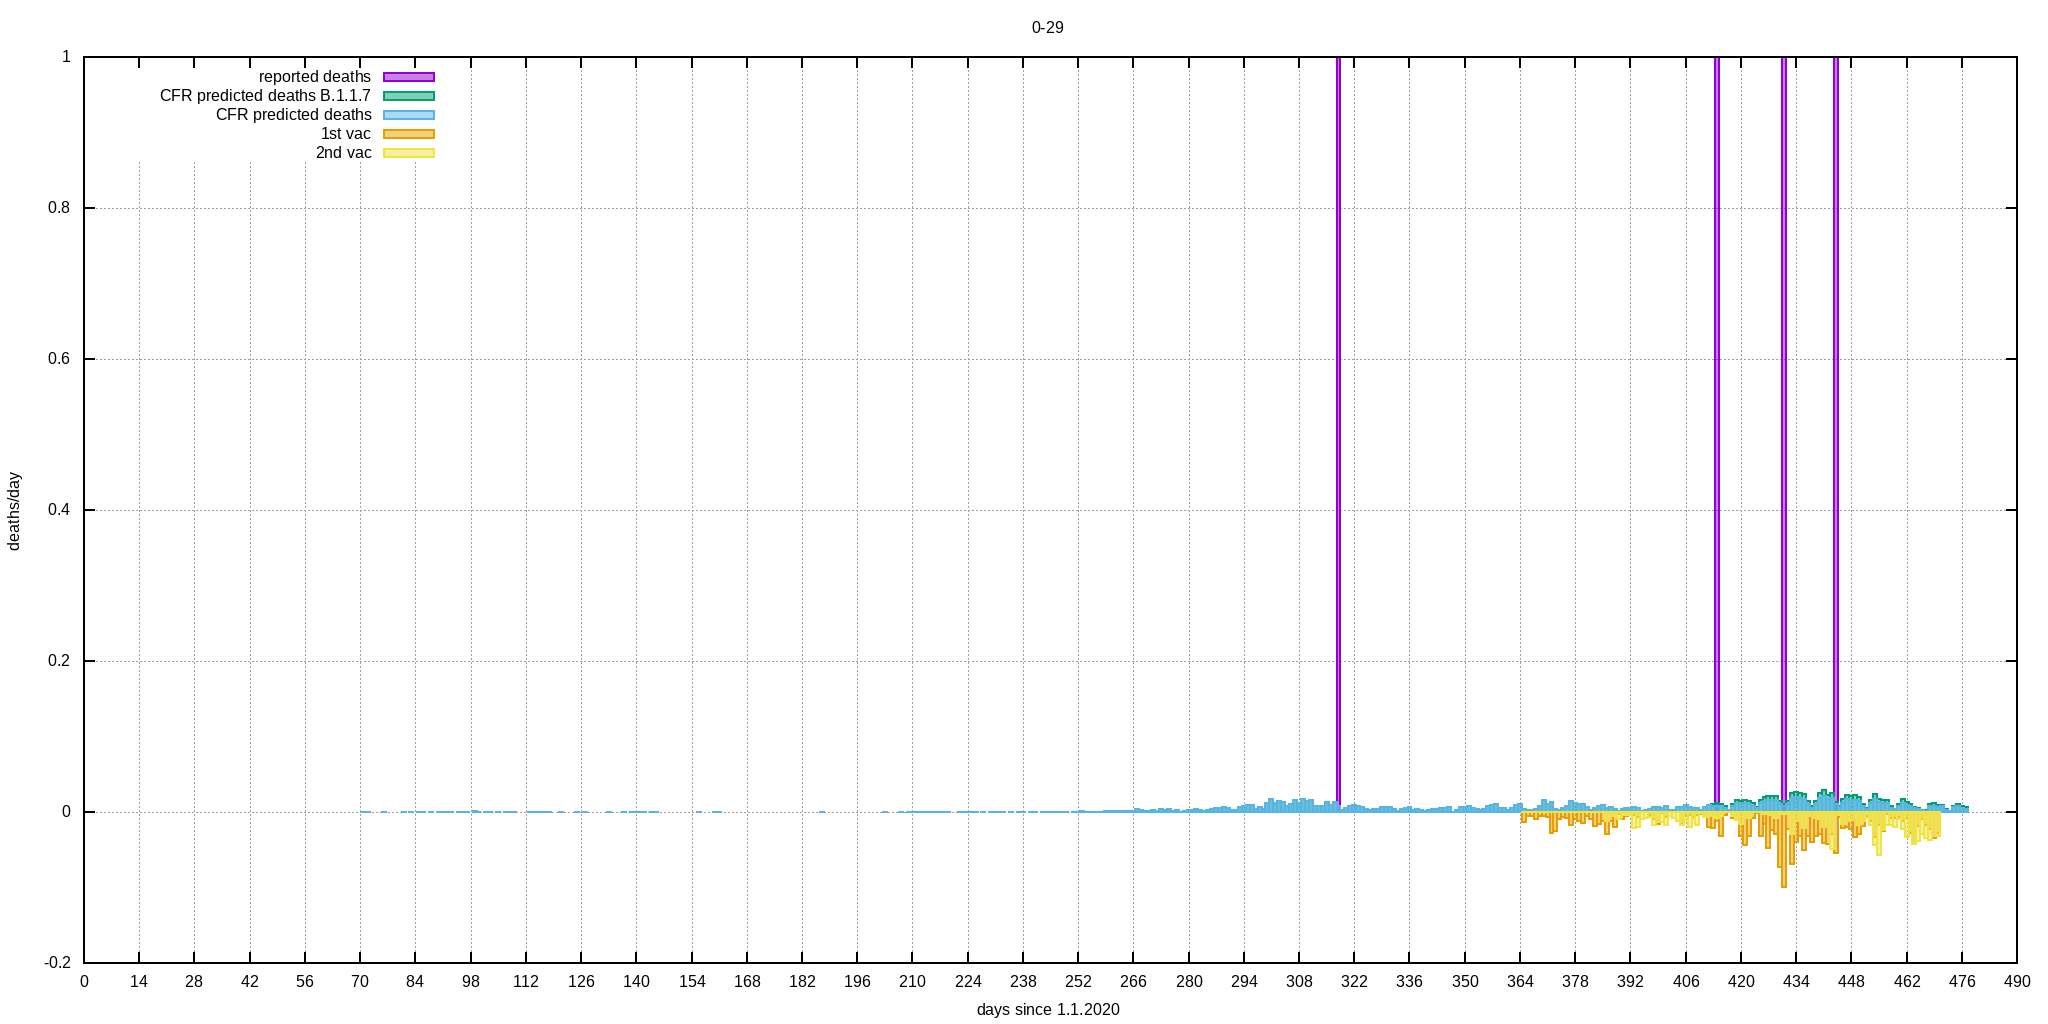 0-29
1
reported deaths
CFR predicted deaths B.1.1.7
CFR predicted deaths
1st vac
2nd vac
0.8
0.6
0.4
0.2
0
-0.2
deaths/day
0 14 28 42 56 70 84 98 112 126 140 154 168 182 196 210 224 238 252 266 280 294 308 322 336 350 364 378 392 406 420 434 448 462 476 490
days since 1.1.2020